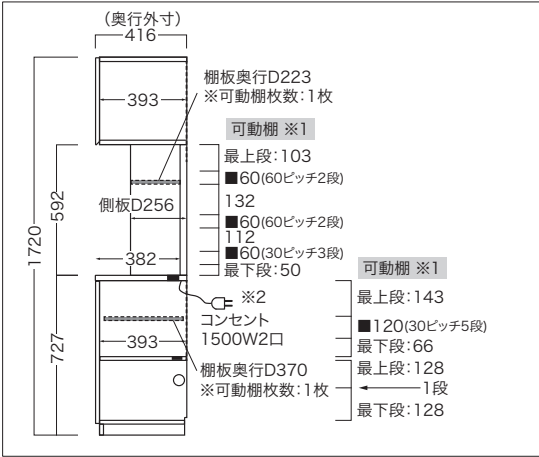 (奥行外寸)
416
393
棚板奥行D223
※可動棚枚数:1枚
可動棚 ※1
最上段:103
■60(60ピッチ2段)
132
■60(60ピッチ2段)
112
■60(30ピッチ3段)
最下段:50
1720
592
側板D256
382
727
※2
コンセント
1500W2口
393
棚板奥行D370
※可動棚枚数:1枚
可動棚 ※1
最上段:143
■120(30ピッチ5段)
最下段:66
最上段:128
1段
最下段:128